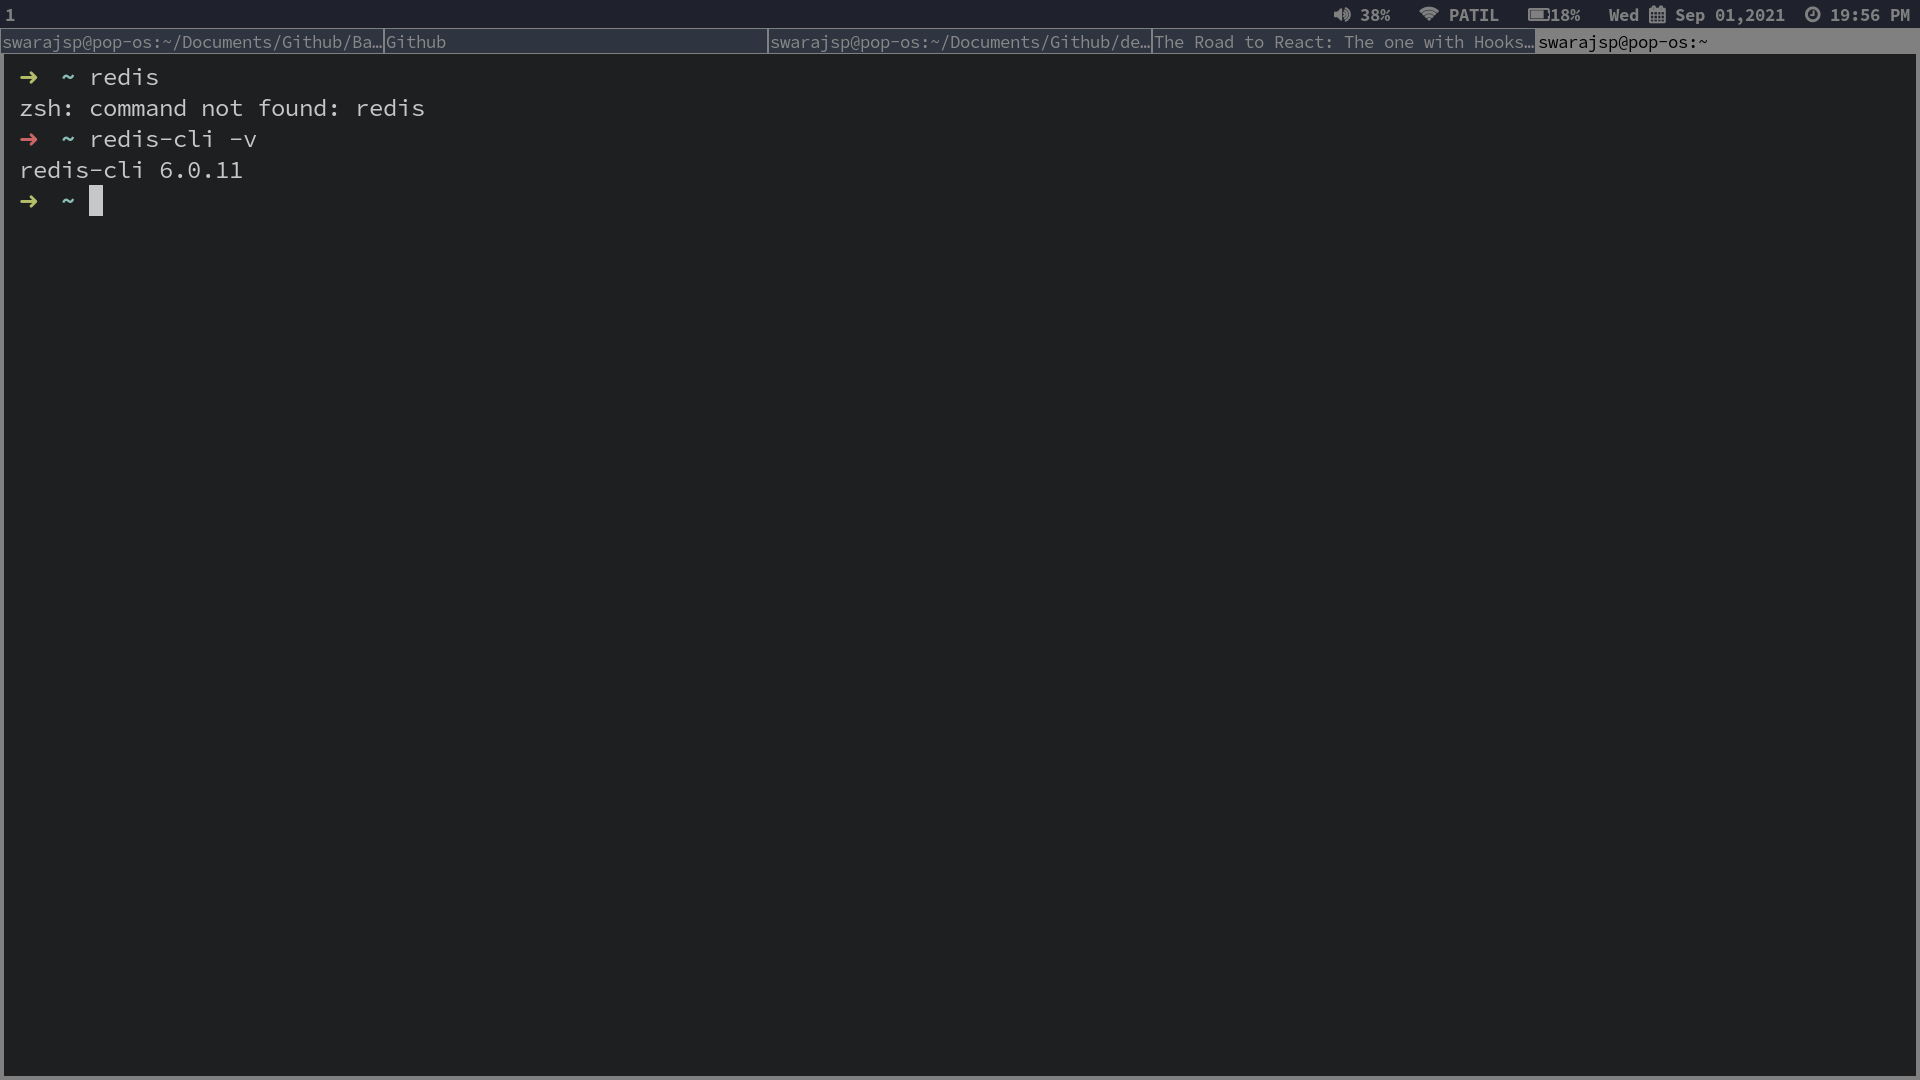 1 38% PATIL 18% Wed Sep 01,2021 19:56 PM
swarajsp@pop-os:~/Documents/Github/Ba… Github swarajsp@pop-os:~/Documents/Github/de… The Road to React: The one with Hooks… swarajsp@pop-os:~
➜ ~ redis
zsh: command not found: redis
➜ ~ redis-cli -v
redis-cli 6.0.11
➜ ~